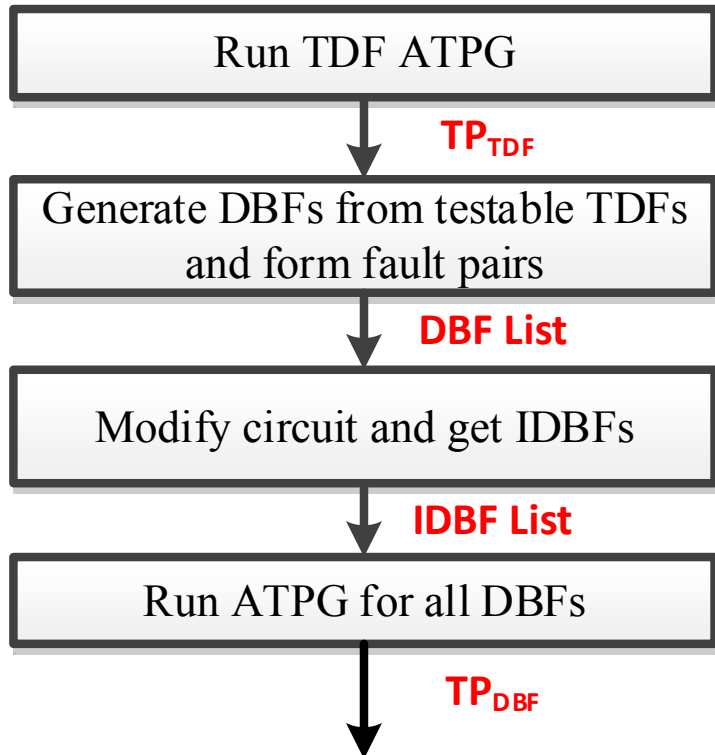 Run TDF ATPG
TP_TDF
Generate DBFs from testable TDFs
and form fault pairs
DBF List
Modify circuit and get IDBFs
IDBF List
Run ATPG for all DBFs
TP_DBF